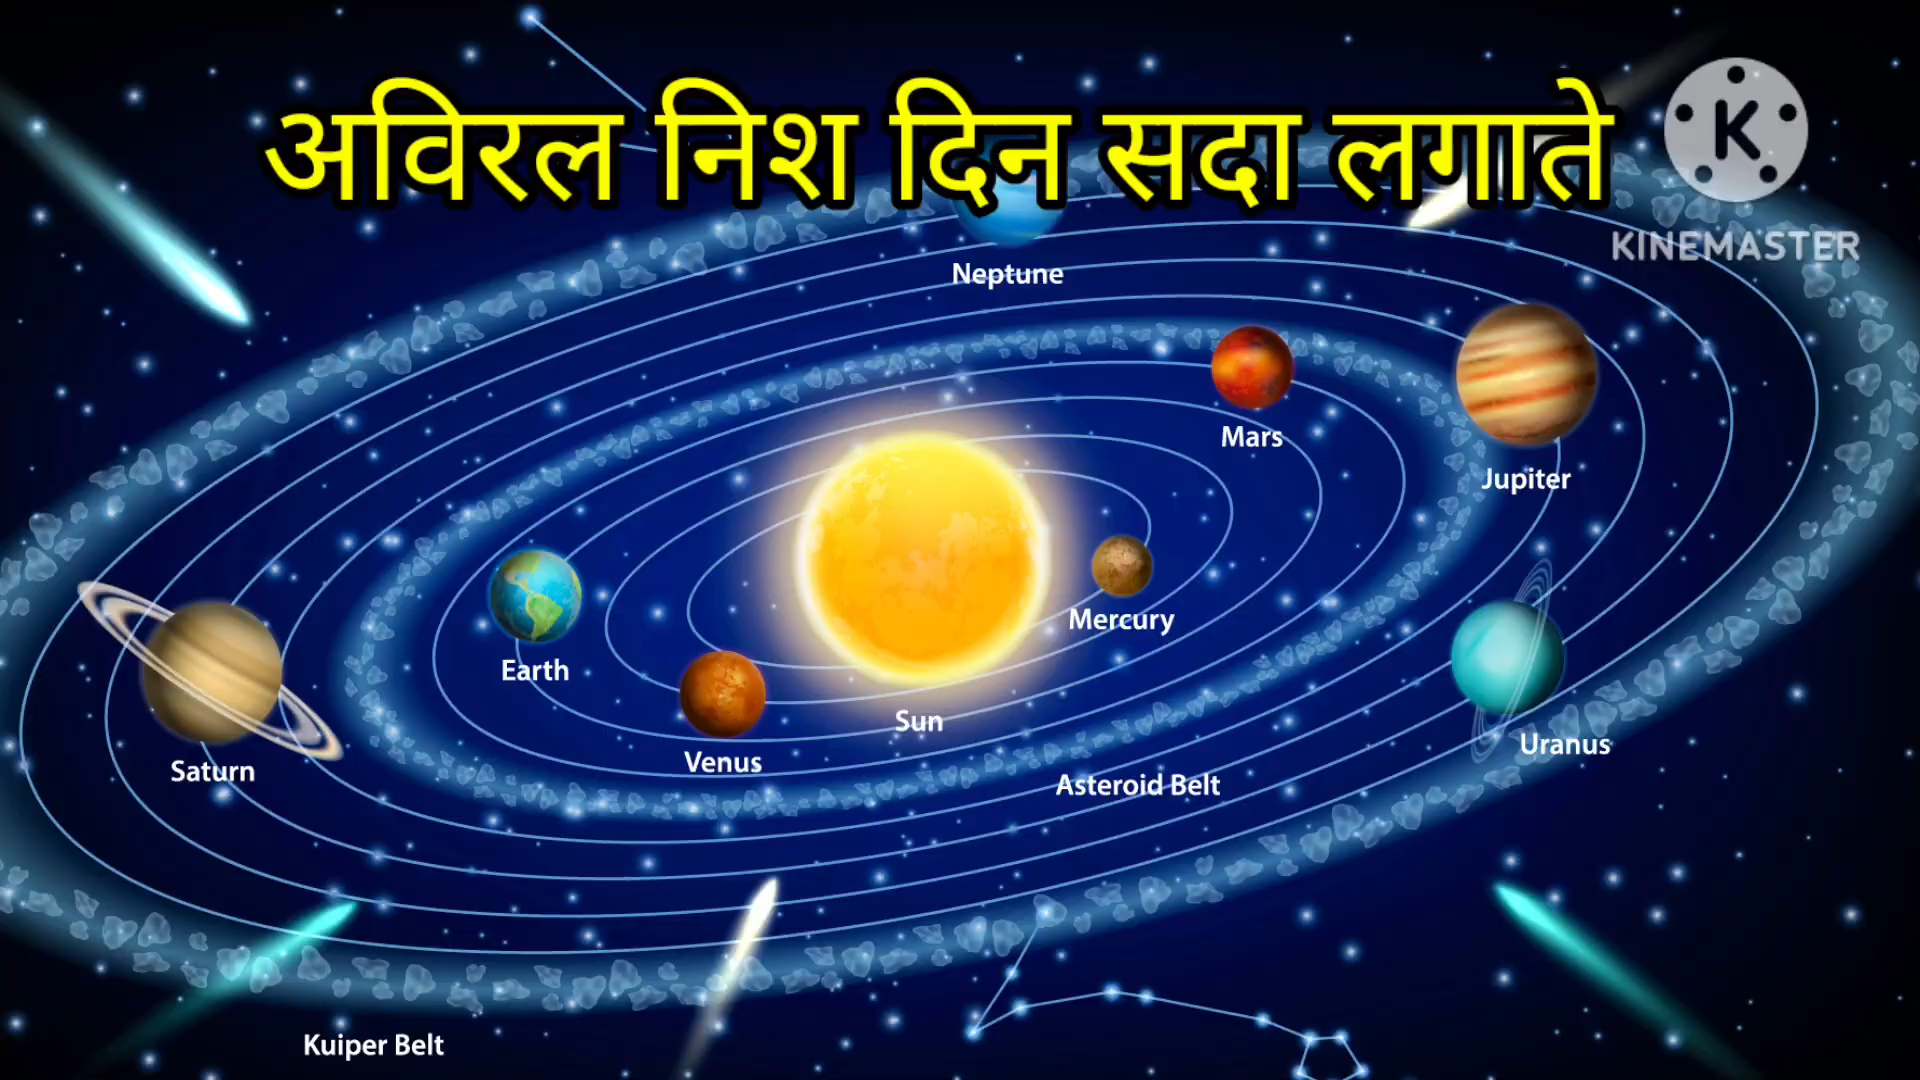 अविरल निश दिन सदा लगाते
K
KINEMASTER
Neptune
Mars
Jupiter
Mercury
Earth
Sun
Venus
Uranus
Saturn
Asteroid Belt
Kuiper Belt